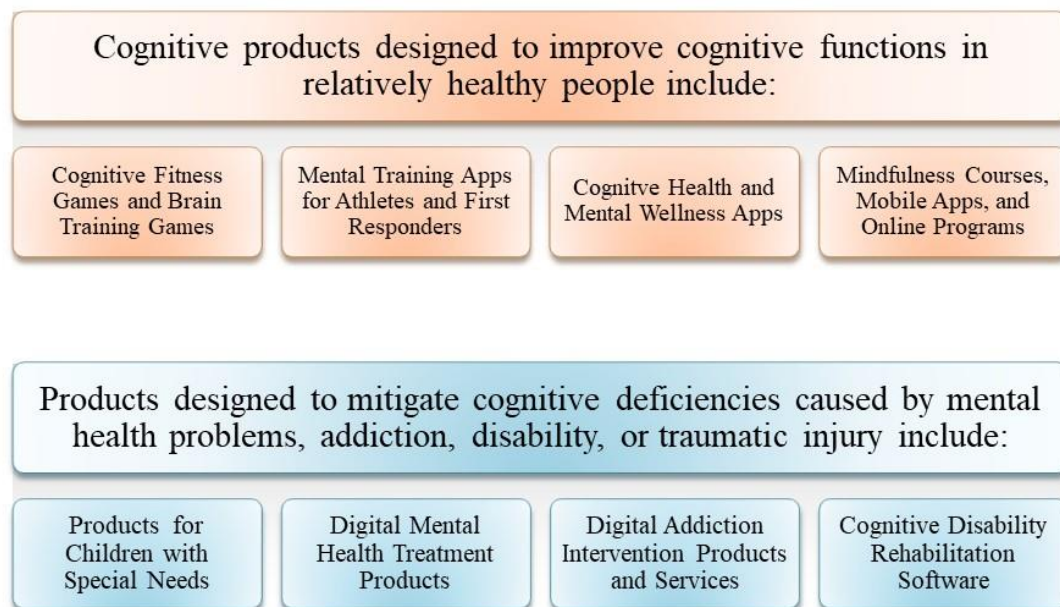 Cognitive products designed to improve cognitive functions in
relatively healthy people include:
Cognitive Fitness
Games and Brain
Training Games
Mental Training Apps
for Athletes and First
Responders
Cognitve Health and
Mental Wellness Apps
Mindfulness Courses,
Mobile Apps, and
Online Programs
Products designed to mitigate cognitive deficiencies caused by mental
health problems, addiction, disability, or traumatic injury include:
Products for
Children with
Special Needs
Digital Mental
Health Treatment
Products
Digital Addiction
Intervention Products
and Services
Cognitive Disability
Rehabilitation
Software